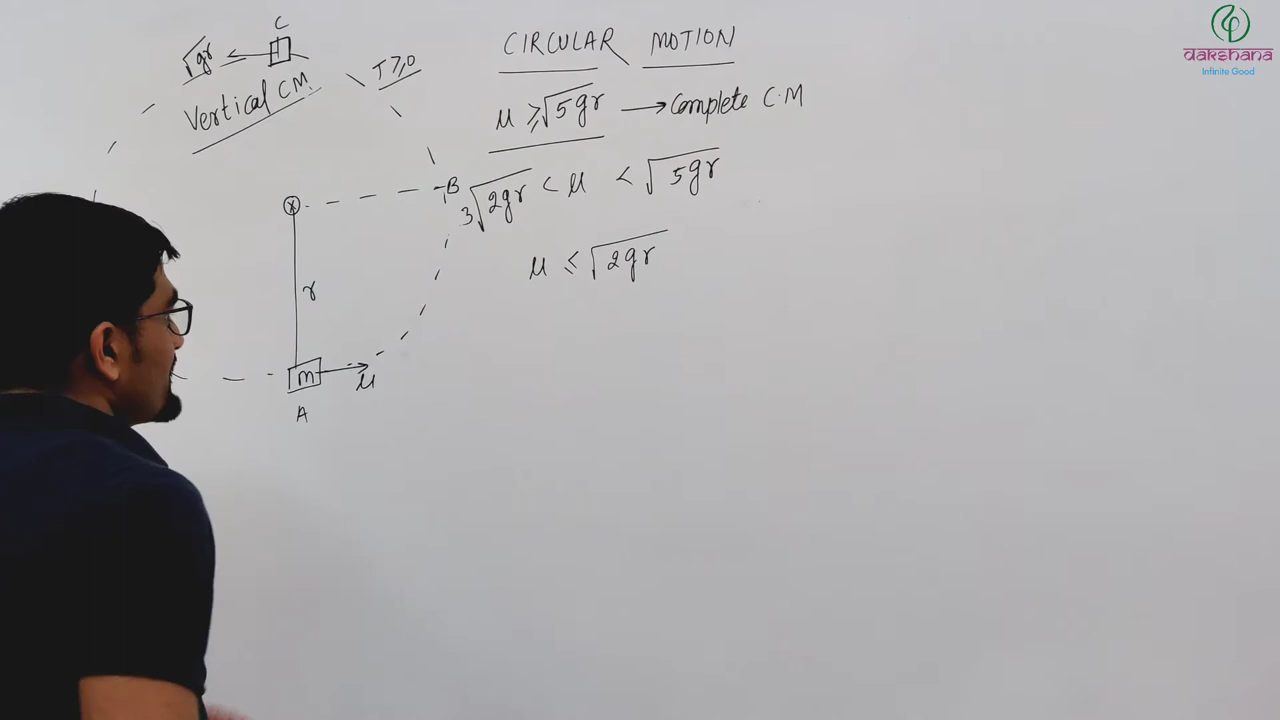 CIRCULAR MOTION
C
√gr
T≥0
Vertical C.M.
μ ≥ √5gr → Complete C.M
B
3√2gr < μ < √5gr
μ ≤ √2gr
r
m
μ
A
dakshana
Infinite Good